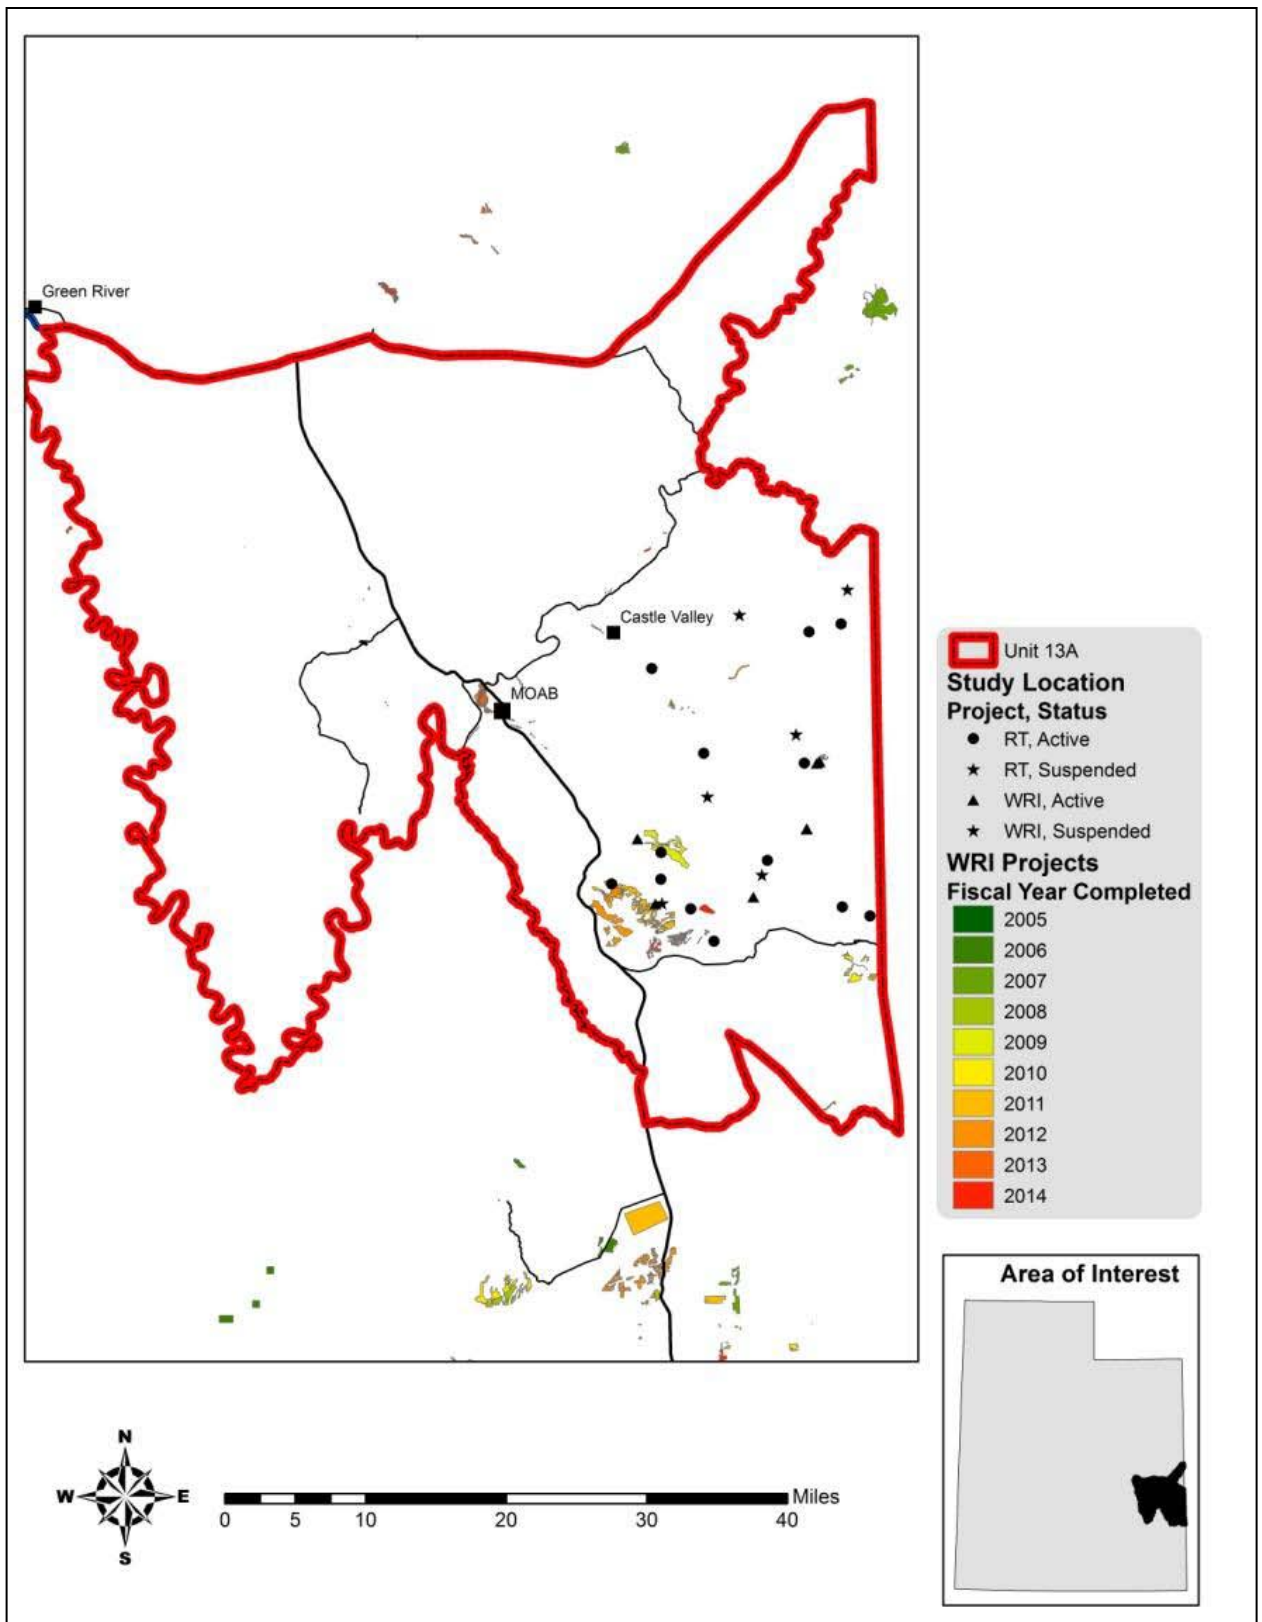 Green River
Castle Valley
MOAB
Unit 13A
Study Location
Project, Status
RT, Active
RT, Suspended
WRI, Active
WRI, Suspended
WRI Projects
Fiscal Year Completed
2005
2006
2007
2008
2009
2010
2011
2012
2013
2014
Area of Interest
N
W E
S
0 5 10 20 30 40 Miles